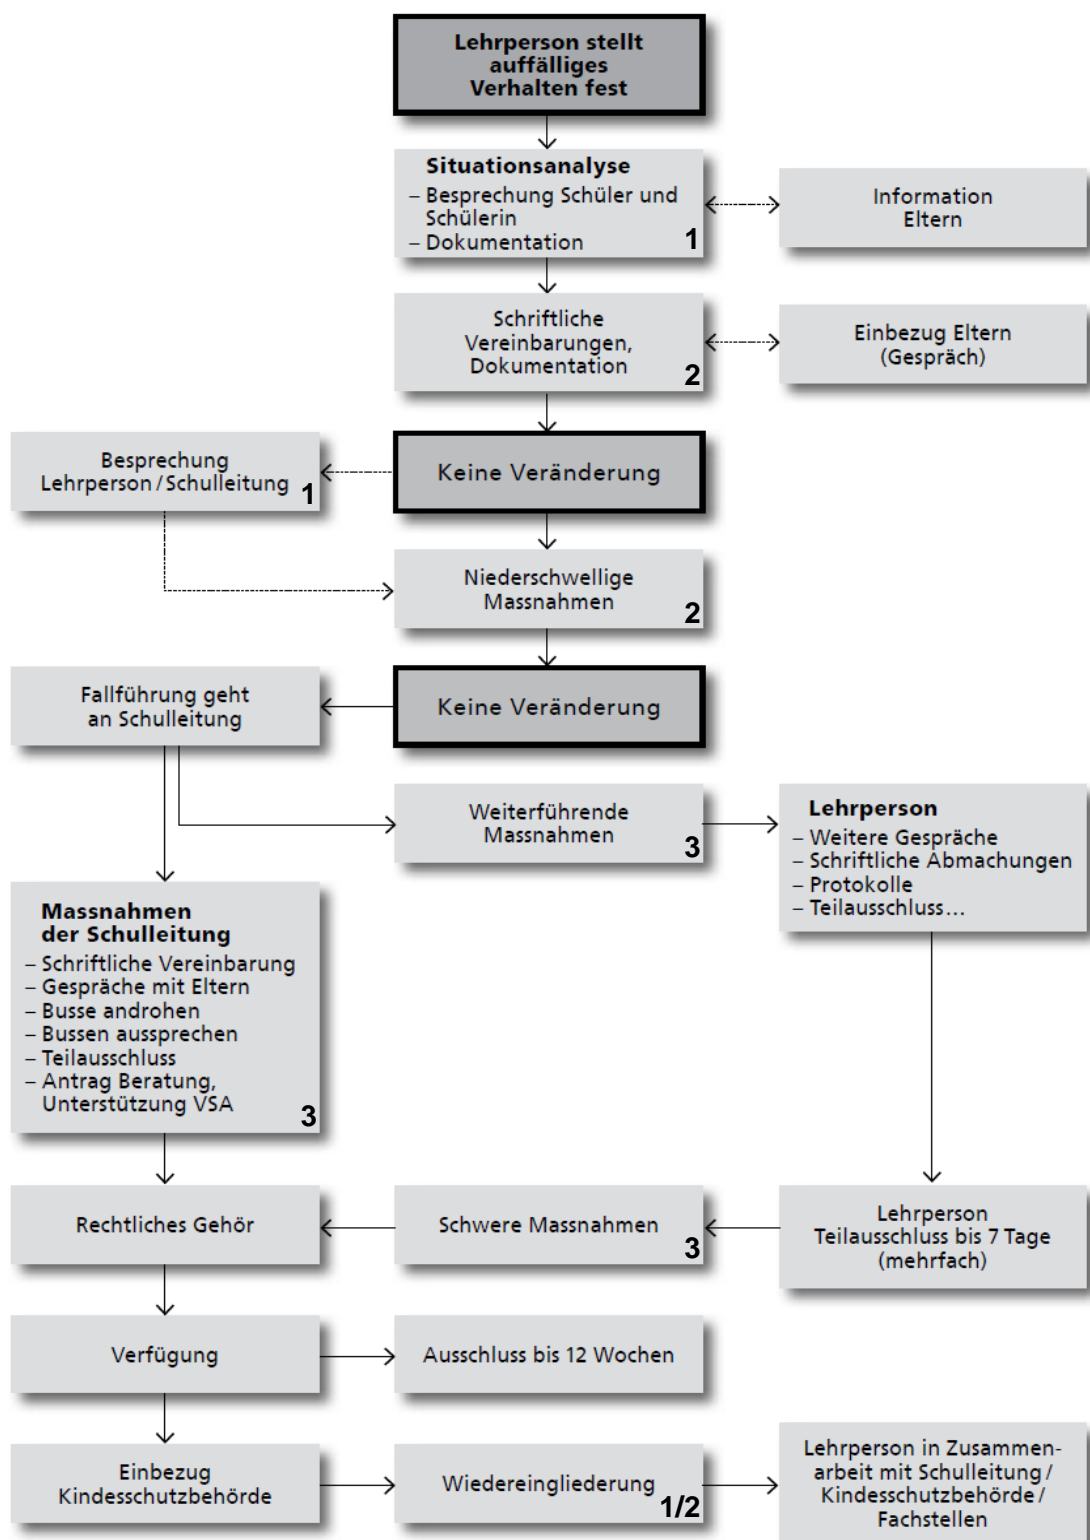 Lehrperson stellt
auffälliges
Verhalten fest
Situationsanalyse
– Besprechung Schüler und
Schülerin
– Dokumentation
1
Information
Eltern
Schriftliche
Vereinbarungen,
Dokumentation
2
Einbezug Eltern
(Gespräch)
Keine Veränderung
Besprechung
Lehrperson / Schulleitung
1
Niederschwellige
Massnahmen
2
Keine Veränderung
Fallführung geht
an Schulleitung
Weiterführende
Massnahmen
3
Lehrperson
– Weitere Gespräche
– Schriftliche Abmachungen
– Protokolle
– Teilausschluss…
Massnahmen
der Schulleitung
– Schriftliche Vereinbarung
– Gespräche mit Eltern
– Busse androhen
– Bussen aussprechen
– Teilausschluss
– Antrag Beratung,
Unterstützung VSA
3
Rechtliches Gehör
Schwere Massnahmen
3
Lehrperson
Teilausschluss bis 7 Tage
(mehrfach)
Verfügung
Ausschluss bis 12 Wochen
Einbezug
Kindesschutzbehörde
Wiedereingliederung
1/2
Lehrperson in Zusammen-
arbeit mit Schulleitung /
Kindesschutzbehörde /
Fachstellen